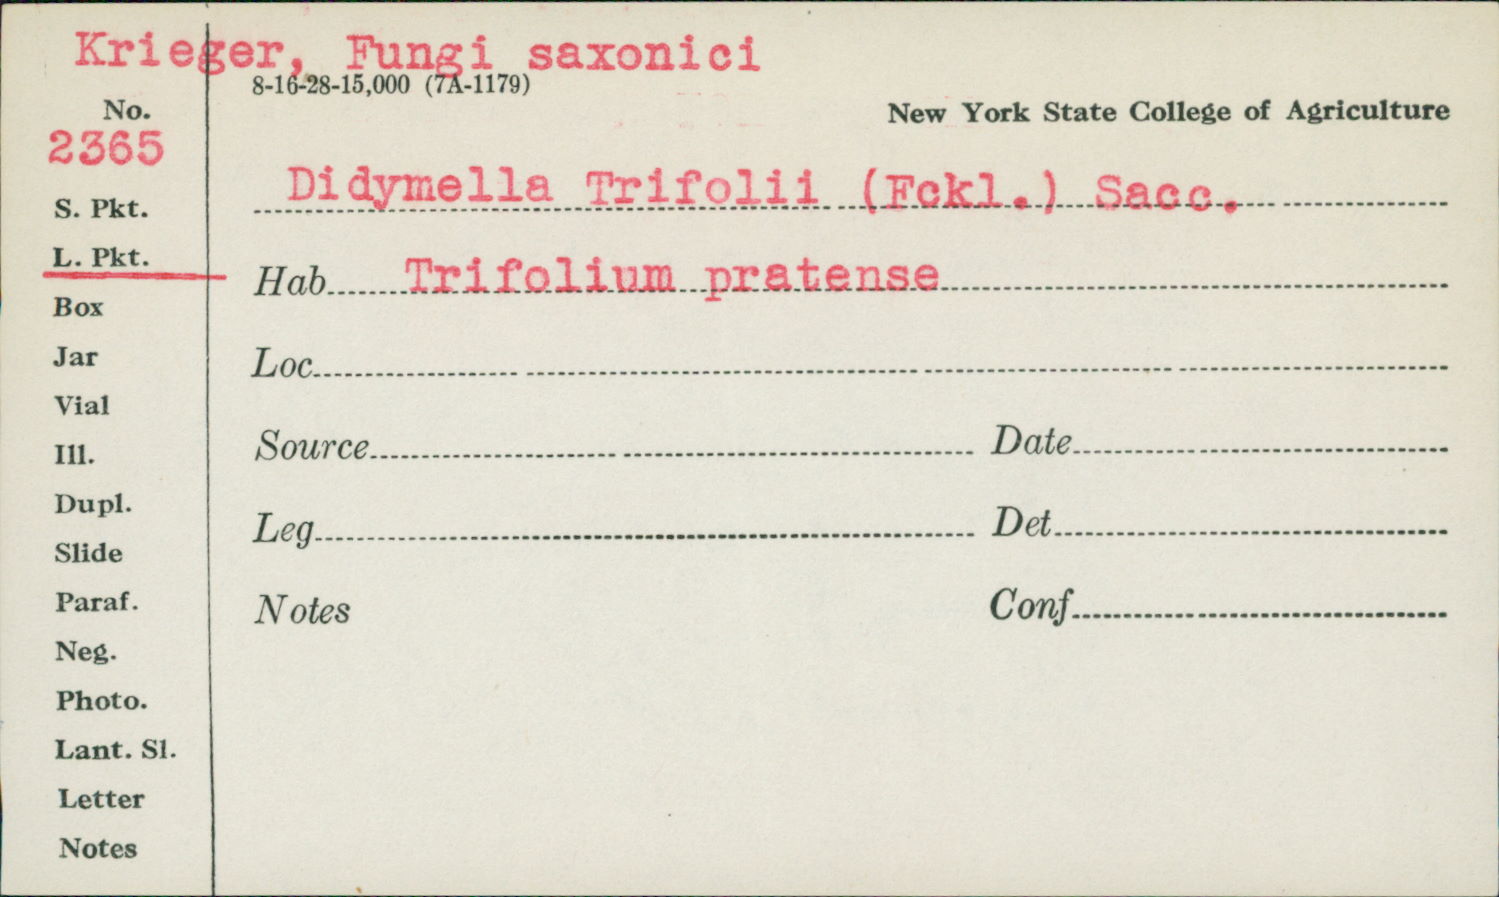 Krieger, Fungi saxonici
8-16-28-15,000 (7A-1179)
No.
New York State College of Agriculture
2365
Didymella Trifolii (Fckl.) Sacc.
S. Pkt.
L. Pkt.
Hab Trifolium pratense
Box
Jar
Loc
Vial
Ill.
Source Date
Dupl.
Leg Det
Slide
Paraf.
Notes Conf
Neg.
Photo.
Lant. Sl.
Letter
Notes